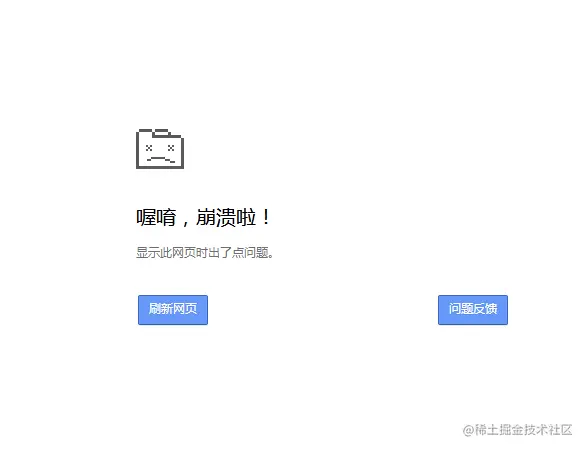 喔唷，崩溃啦！
显示此网页时出了点问题。
刷新网页
问题反馈
@稀土掘金技术社区